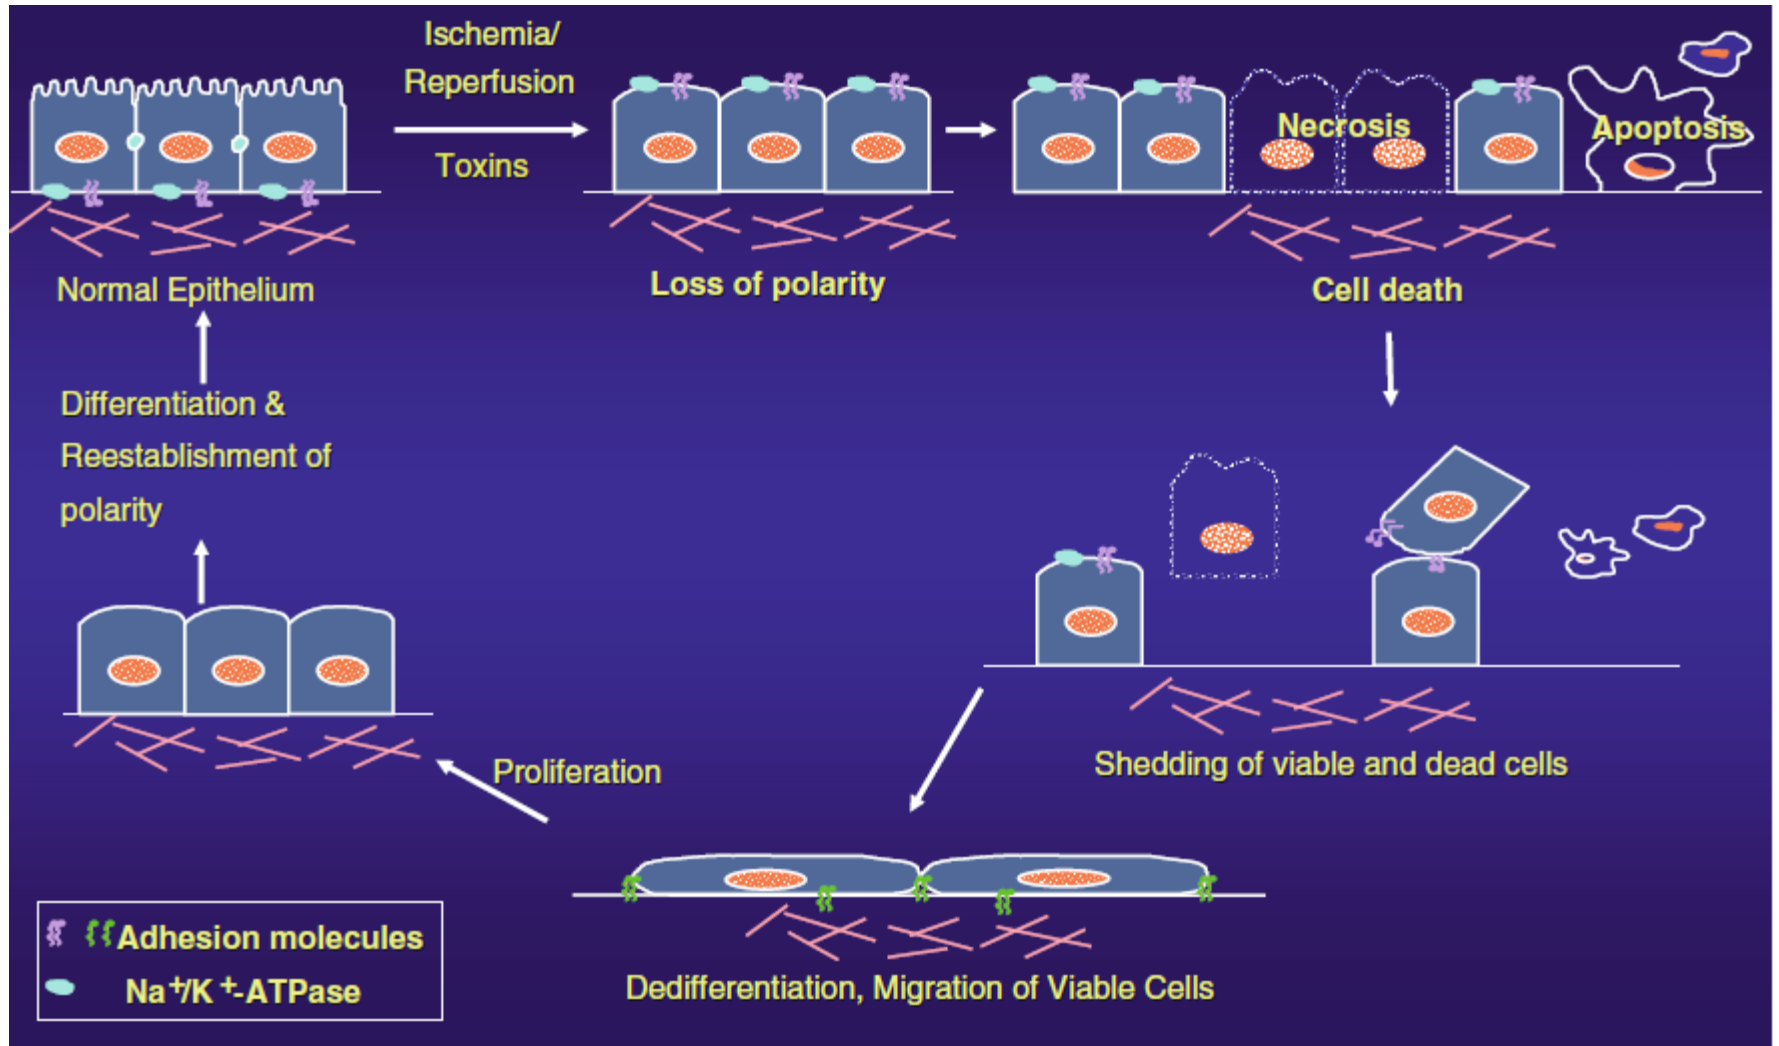 Ischemia/
Reperfusion
Toxins
Necrosis
Apoptosis
Normal Epithelium
Loss of polarity
Cell death
Differentiation &
Reestablishment of
polarity
Shedding of viable and dead cells
Proliferation
Dedifferentiation, Migration of Viable Cells
Adhesion molecules
Na⁺/K⁺-ATPase